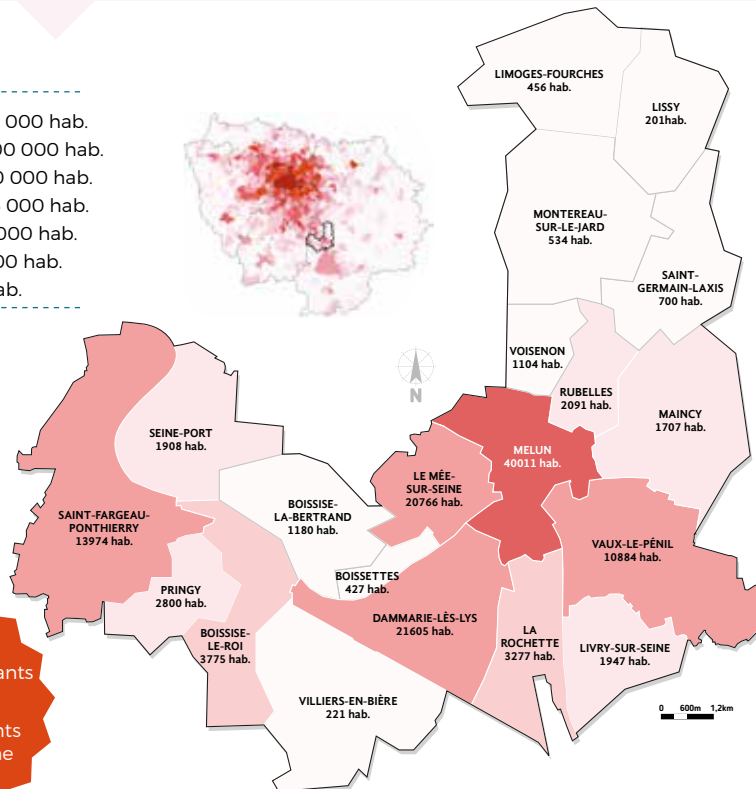 000 hab.
00 000 hab.
0 000 hab.
000 hab.
000 hab.
00 hab.
ab.
LIMOGES-FOURCHES
456 hab.
LISSY
201hab.
MONTEREAU-
SUR-LE-JARD
534 hab.
SAINT-
GERMAIN-LAXIS
700 hab.
VOISENON
1104 hab.
RUBELLES
2091 hab.
MAINCY
1707 hab.
N
SEINE-PORT
1908 hab.
MELUN
40011 hab.
LE MÉE-
SUR-SEINE
20766 hab.
BOISSISE-
LA-BERTRAND
1180 hab.
SAINT-FARGEAU-
PONTHIERRY
13974 hab.
VAUX-LE-PÉNIL
10884 hab.
BOISSETTES
427 hab.
PRINGY
2800 hab.
DAMMARIE-LÈS-LYS
21605 hab.
BOISSISE-
LE-ROI
3775 hab.
LA
ROCHETTE
3277 hab.
LIVRY-SUR-SEINE
1947 hab.
VILLIERS-EN-BIÈRE
221 hab.
0 600m 1,2km
ants
nts
ne